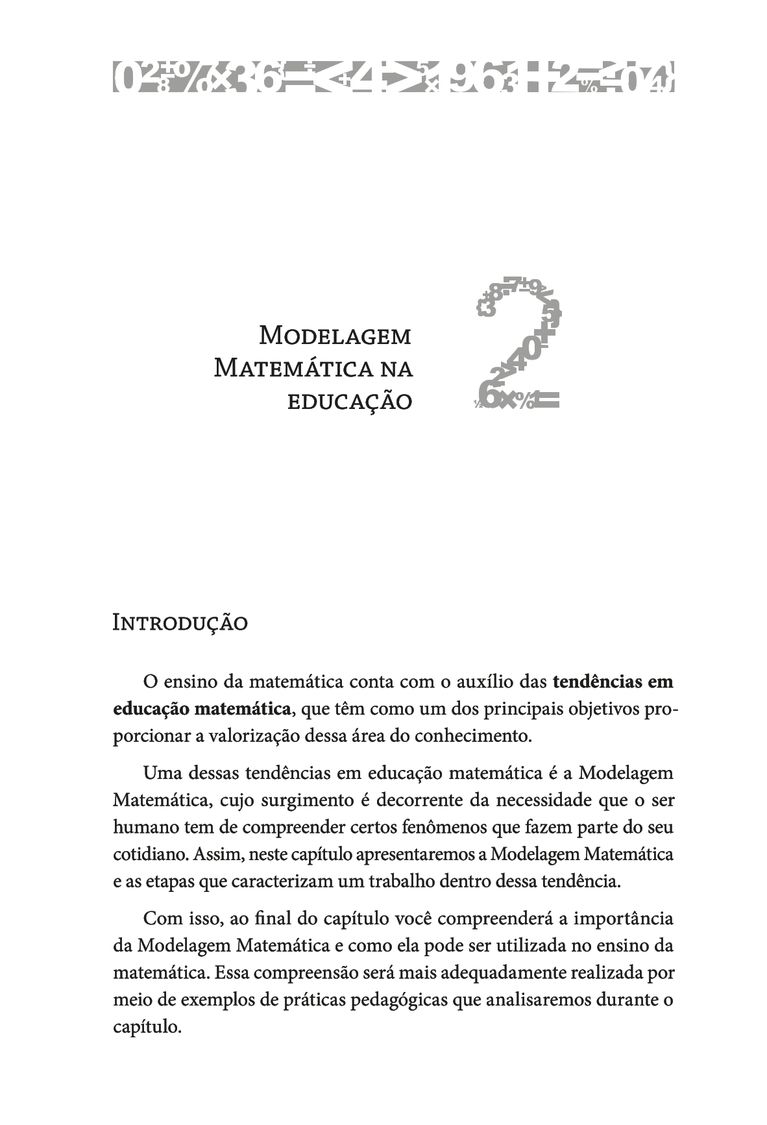 Modelagem
Matemática na
educação
2
Introdução
O ensino da matemática conta com o auxílio das tendências em
educação matemática, que têm como um dos principais objetivos pro-
porcionar a valorização dessa área do conhecimento.
Uma dessas tendências em educação matemática é a Modelagem
Matemática, cujo surgimento é decorrente da necessidade que o ser
humano tem de compreender certos fenômenos que fazem parte do seu
cotidiano. Assim, neste capítulo apresentaremos a Modelagem Matemática
e as etapas que caracterizam um trabalho dentro dessa tendência.
Com isso, ao final do capítulo você compreenderá a importância
da Modelagem Matemática e como ela pode ser utilizada no ensino da
matemática. Essa compreensão será mais adequadamente realizada por
meio de exemplos de práticas pedagógicas que analisaremos durante o
capítulo.